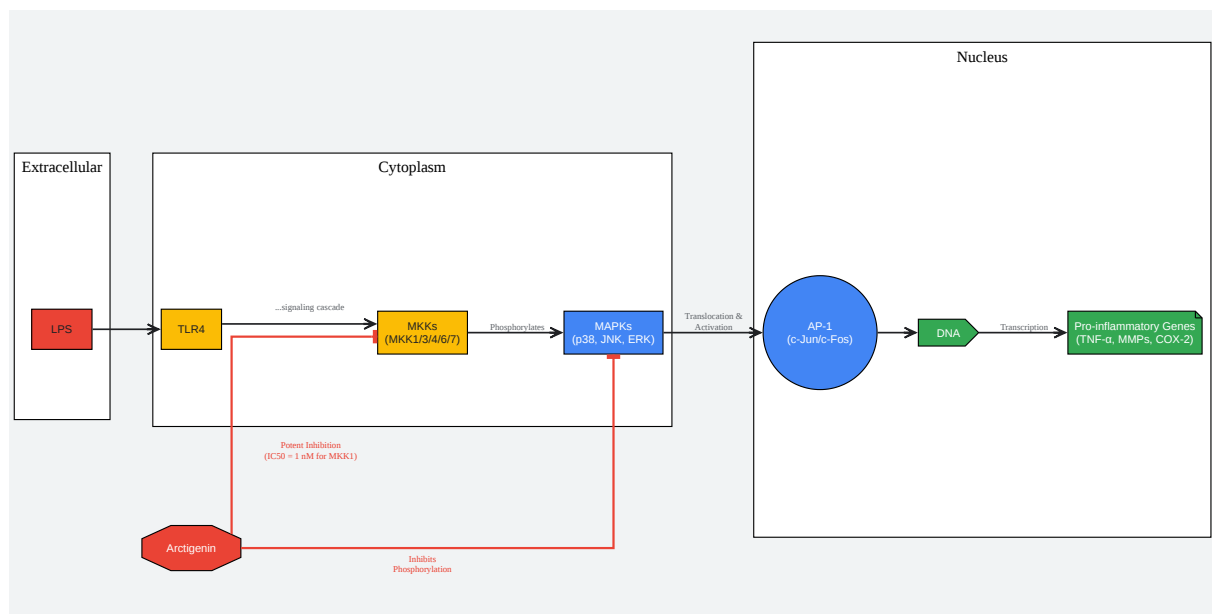 Nucleus
Extracellular
Cytoplasm
LPS
TLR4
...signaling cascade
MKKs
(MKK1/3/4/6/7)
Phosphorylates
MAPKs
(p38, JNK, ERK)
Translocation &
Activation
AP-1
(c-Jun/c-Fos)
DNA
Transcription
Pro-inflammatory Genes
(TNF-α, MMPs, COX-2)
Potent Inhibition
(IC50 = 1 nM for MKK1)
Arctigenin
Inhibits
Phosphorylation